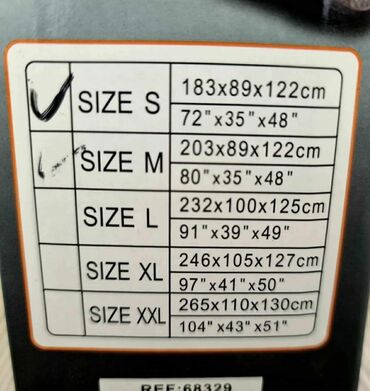 SIZE S 183x89x122cm
72"x35"x48"
SIZE M 203x89x122cm
80"x35"x48"
SIZE L 232x100x125cm
91"x39"x49"
SIZE XL 246x105x127cm
97"x41"x50"
SIZE XXL 265x110x130cm
104"x43"x51"
REF:68329